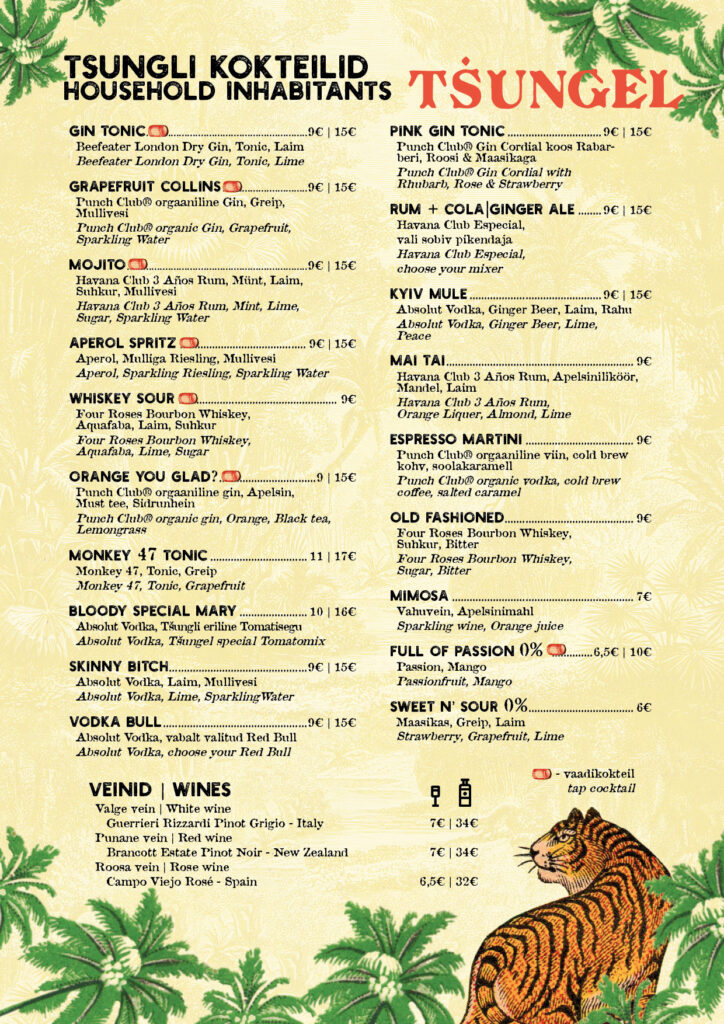 TSUNGLI KOKTEILID
HOUSEHOLD INHABITANTS
TŠUNGEL
GIN TONIC 9€ | 15€
Beefeater London Dry Gin, Tonic, Laim
Beefeater London Dry Gin, Tonic, Lime
GRAPEFRUIT COLLINS 9€ | 15€
Punch Club® orgaaniline Gin, Greip,
Mullivesi
Punch Club® organic Gin, Grapefruit,
Sparkling Water
MOJITO 9€ | 15€
Havana Club 3 Años Rum, Münt, Laim,
Suhkur, Mullivesi
Havana Club 3 Años Rum, Mint, Lime,
Sugar, Sparkling Water
APEROL SPRITZ 9€ | 15€
Aperol, Mulliga Riesling, Mullivesi
Aperol, Sparkling Riesling, Sparkling Water
WHISKEY SOUR 9€
Four Roses Bourbon Whiskey,
Aquafaba, Laim, Suhkur
Four Roses Bourbon Whiskey,
Aquafaba, Lime, Sugar
ORANGE YOU GLAD? 9 | 15€
Punch Club® orgaaniline gin, Apelsin,
Must tee, Sidrunhein
Punch Club® organic gin, Orange, Black tea,
Lemongrass
MONKEY 47 TONIC 11 | 17€
Monkey 47, Tonic, Greip
Monkey 47, Tonic, Grapefruit
BLOODY SPECIAL MARY 10 | 16€
Absolut Vodka, Tšungli eriline Tomatisegu
Absolut Vodka, Tšungel special Tomatomix
SKINNY BITCH 9€ | 15€
Absolut Vodka, Laim, Mullivesi
Absolut Vodka, Lime, SparklingWater
VODKA BULL 9€ | 15€
Absolut Vodka, vabalt valitud Red Bull
Absolut Vodka, choose your Red Bull
PINK GIN TONIC 9€ | 15€
Punch Club® Gin Cordial koos Rabar-
beri, Roosi & Maasikaga
Punch Club® Gin Cordial with
Rhubarb, Rose & Strawberry
RUM + COLA|GINGER ALE 9€ | 15€
Havana Club Especial,
vali sobiv pikendaja
Havana Club Especial,
choose your mixer
KYIV MULE 9€ | 15€
Absolut Vodka, Ginger Beer, Laim, Rahu
Absolut Vodka, Ginger Beer, Lime,
Peace
MAI TAI 9€
Havana Club 3 Años Rum, Apelsiniliköör,
Mandel, Laim
Havana Club 3 Años Rum,
Orange Liquer, Almond, Lime
ESPRESSO MARTINI 9€
Punch Club® orgaaniline viin, cold brew
kohv, soolakaramell
Punch Club® organic vodka, cold brew
coffee, salted caramel
OLD FASHIONED 9€
Four Roses Bourbon Whiskey,
Suhkur, Bitter
Four Roses Bourbon Whiskey,
Sugar, Bitter
MIMOSA 7€
Vahuvein, Apelsinimahl
Sparkling wine, Orange juice
FULL OF PASSION 0% 6,5€ | 10€
Passion, Mango
Passionfruit, Mango
SWEET N' SOUR 0% 6€
Maasikas, Greip, Laim
Strawberry, Grapefruit, Lime
- vaadikokteil
tap cocktail
VEINID | WINES
Valge vein | White wine
Guerrieri Rizzardi Pinot Grigio - Italy 7€ | 34€
Punane vein | Red wine
Brancott Estate Pinot Noir - New Zealand 7€ | 34€
Roosa vein | Rose wine
Campo Viejo Rosé - Spain 6,5€ | 32€